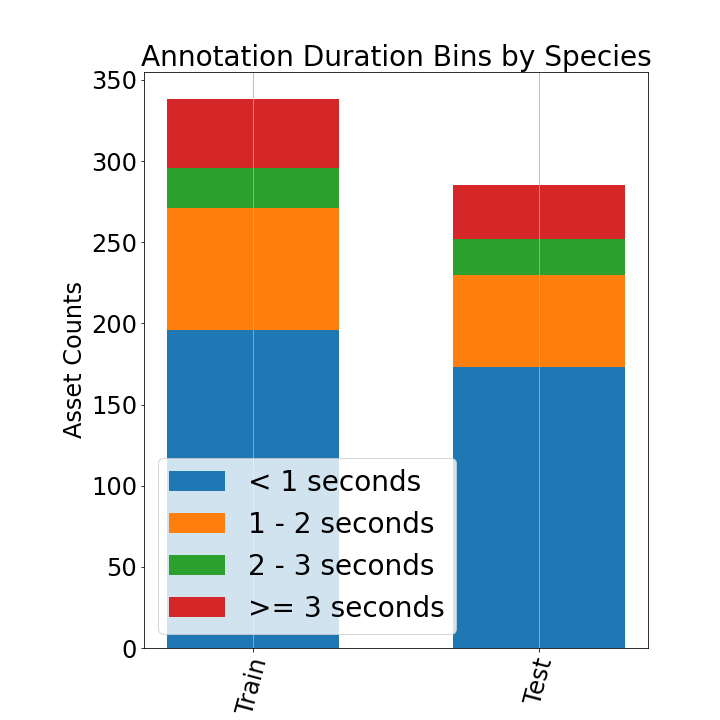 Annotation Duration Bins by Species
350
300
250
200
150
100
50
0
Asset Counts
< 1 seconds
1 - 2 seconds
2 - 3 seconds
>= 3 seconds
Train
Test